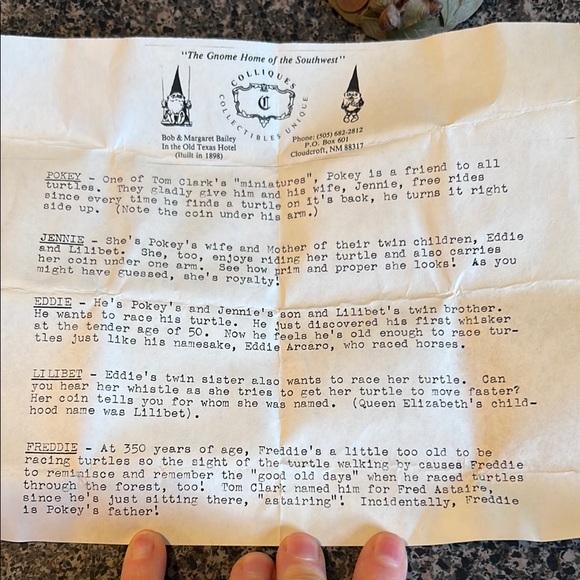 "The Gnome Home of the Southwest"
COLLIQUES
C
COLLECTIBLES UNIQUE
Bob & Margaret Bailey
In the Old Texas Hotel
(Built in 1898)
Phone: (505) 682-2812
P.O. Box 601
Cloudcroft, NM 88317
POKEY - One of Tom Clark's "miniatures", Pokey is a friend to all
turtles. They gladly give him and his wife, Jennie, free rides
since every time he finds a turtle on it's back, he turns it right
side up. (Note the coin under his arm.)
JENNIE - She's Pokey's wife and Mother of their twin children, Eddie
and Lilibet. She, too, enjoys riding her turtle and also carries
her coin under one arm. See how prim and proper she looks! As you
might have guessed, she's royalty!
EDDIE - He's Pokey's and Jennie's son and Lilibet's twin brother.
He wants to race his turtle. He just discovered his first whisker
at the tender age of 50. Now he feels he's old enough to race tur-
tles just like his namesake, Eddie Arcaro, who raced horses.
LILIBET - Eddie's twin sister also wants to race her turtle. Can
you hear her whistle as she tries to get her turtle to move faster?
Her coin tells you for whom she was named. (Queen Elizabeth's child-
hood name was Lilibet).
FREDDIE - At 350 years of age, Freddie's a little too old to be
racing turtles so the sight of the turtle walking by causes Freddie
to reminisce and remember the "good old days" when he raced turtles
through the forest, too! Tom Clark named him for Fred Astaire,
since he's just sitting there, "astairing"! Incidentally, Freddie
is Pokey's father!